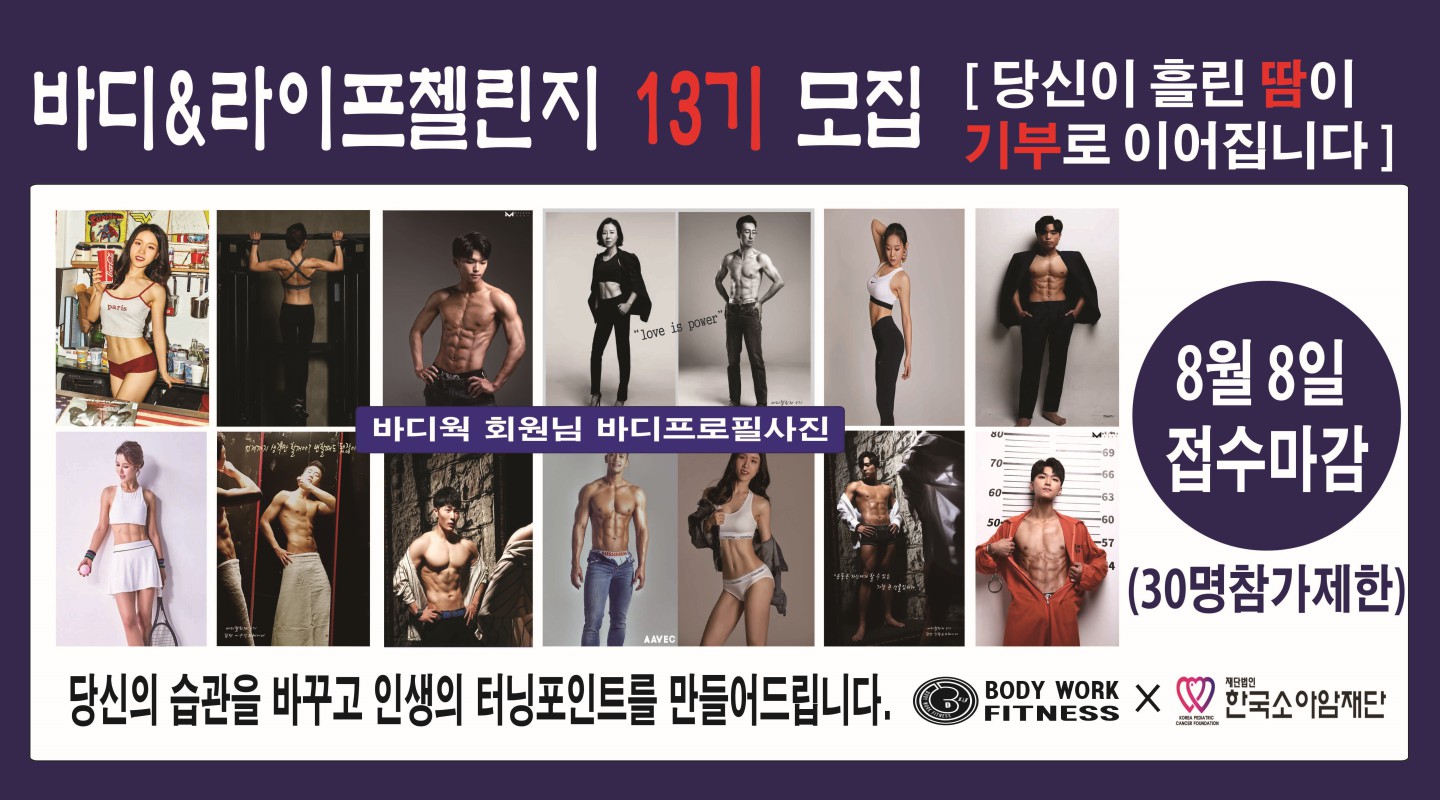 바디&라이프첼린지 13기 모집
[ 당신이 흘린 땀이
기부로 이어집니다 ]
paris
"love is power"
바디웍 회원님 바디프로필사진
AAVEC
80
70
60
50
69
66
63
60
57
8월 8일
접수마감
(30명참가제한)
당신의 습관을 바꾸고 인생의 터닝포인트를 만들어드립니다.
BODY WORK
FITNESS
X
KOREA PEDIATRIC
CANCER FOUNDATION
재단법인
한국소아암재단